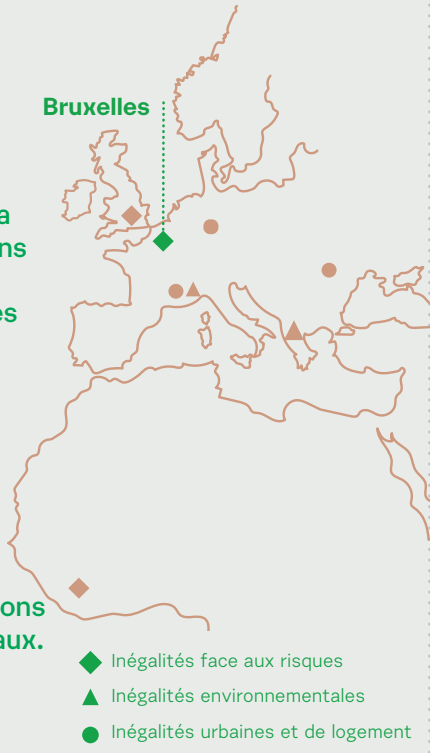 Bruxelles
a
ns
es
ons
aux.
Inégalités face aux risques
Inégalités environnementales
Inégalités urbaines et de logement